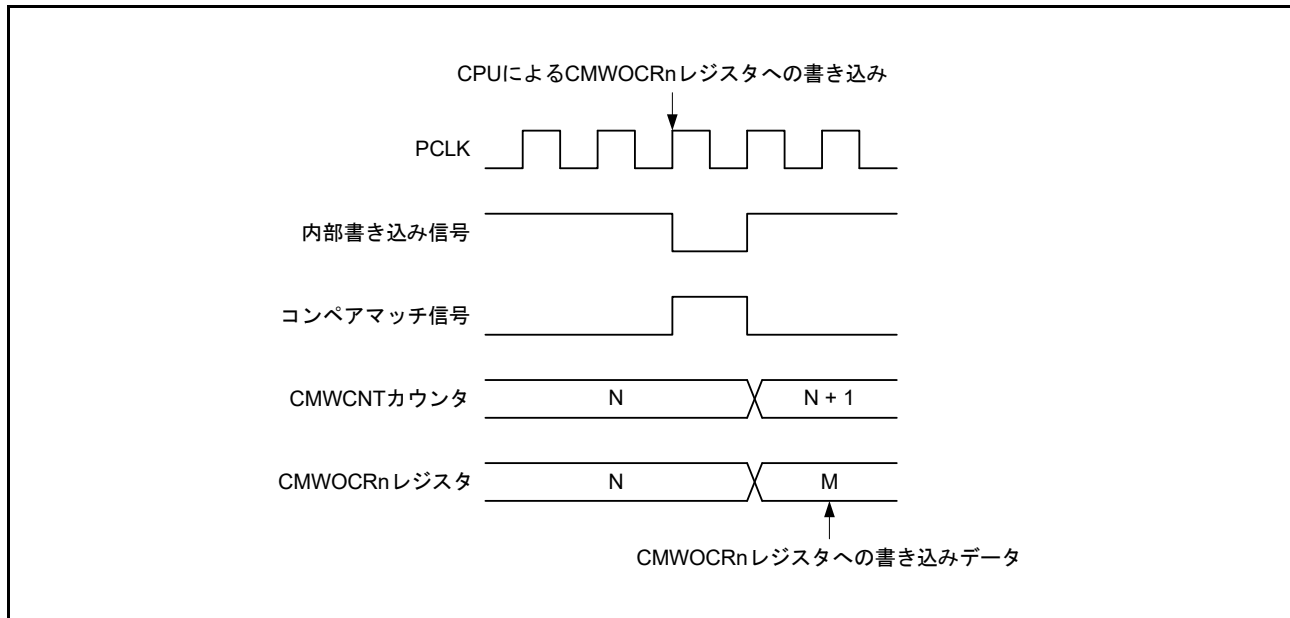 CPUによるCMWOCRnレジスタへの書き込み
PCLK
内部書き込み信号
コンペアマッチ信号
CMWCNTカウンタ
N
N + 1
CMWOCRnレジスタ
N
M
CMWOCRnレジスタへの書き込みデータ